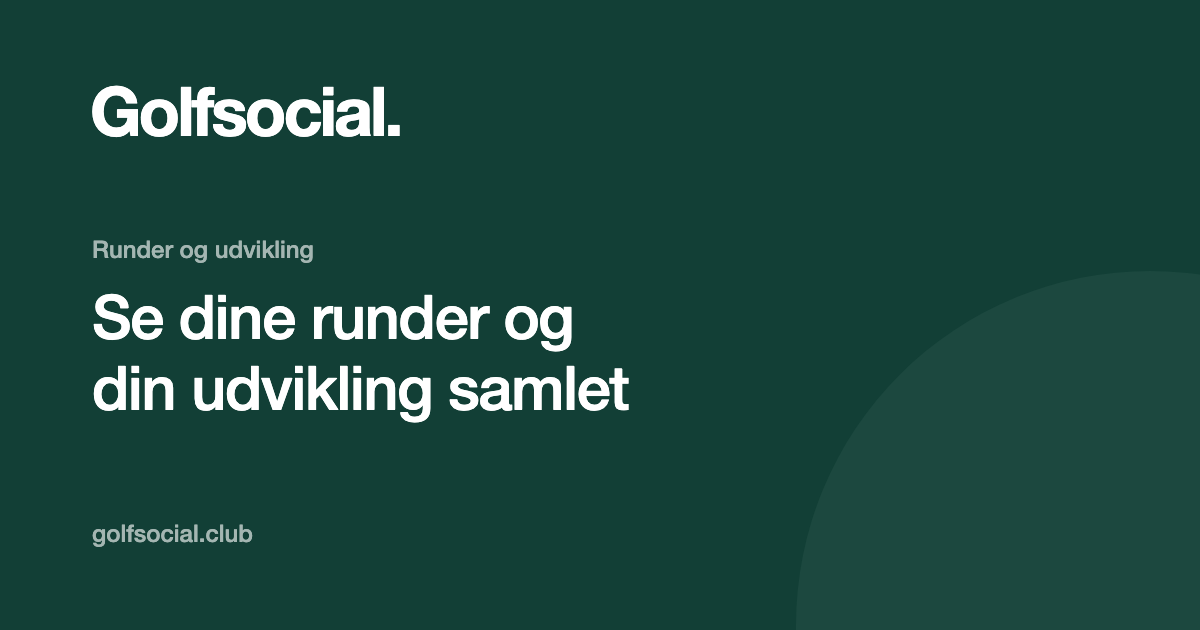 Golfsocial.
Runder og udvikling
Se dine runder og
din udvikling samlet
golfsocial.club